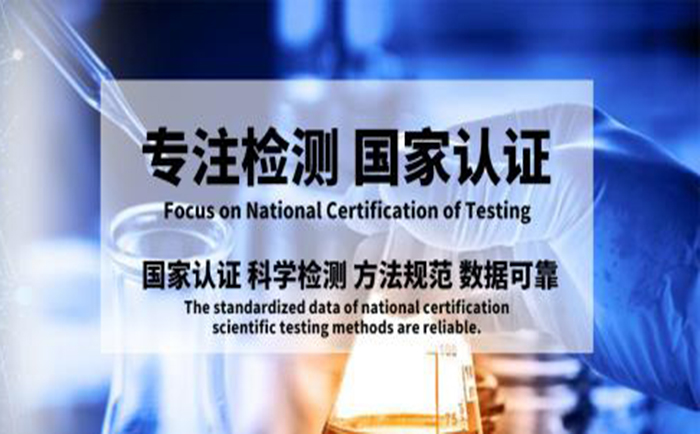 专注检测 国家认证
Focus on National Certification of Testing
国家认证 科学检测 方法规范 数据可靠
The standardized data of national certification
scientific testing methods are reliable.
100
75